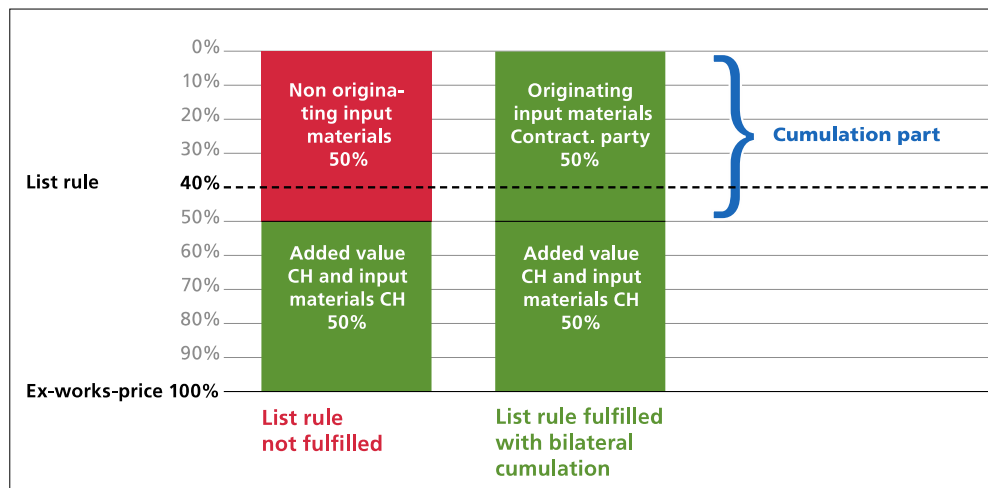 0%
10%
20%
30%
List rule 40%
50%
60%
70%
80%
90%
Ex-works-price 100%
Non origina-
ting input
materials
50%
Added value
CH and input
materials CH
50%
List rule
not fulfilled
Originating
input materials
Contract. party
50%
Added value
CH and input
materials CH
50%
List rule fulfilled
with bilateral
cumulation
Cumulation part